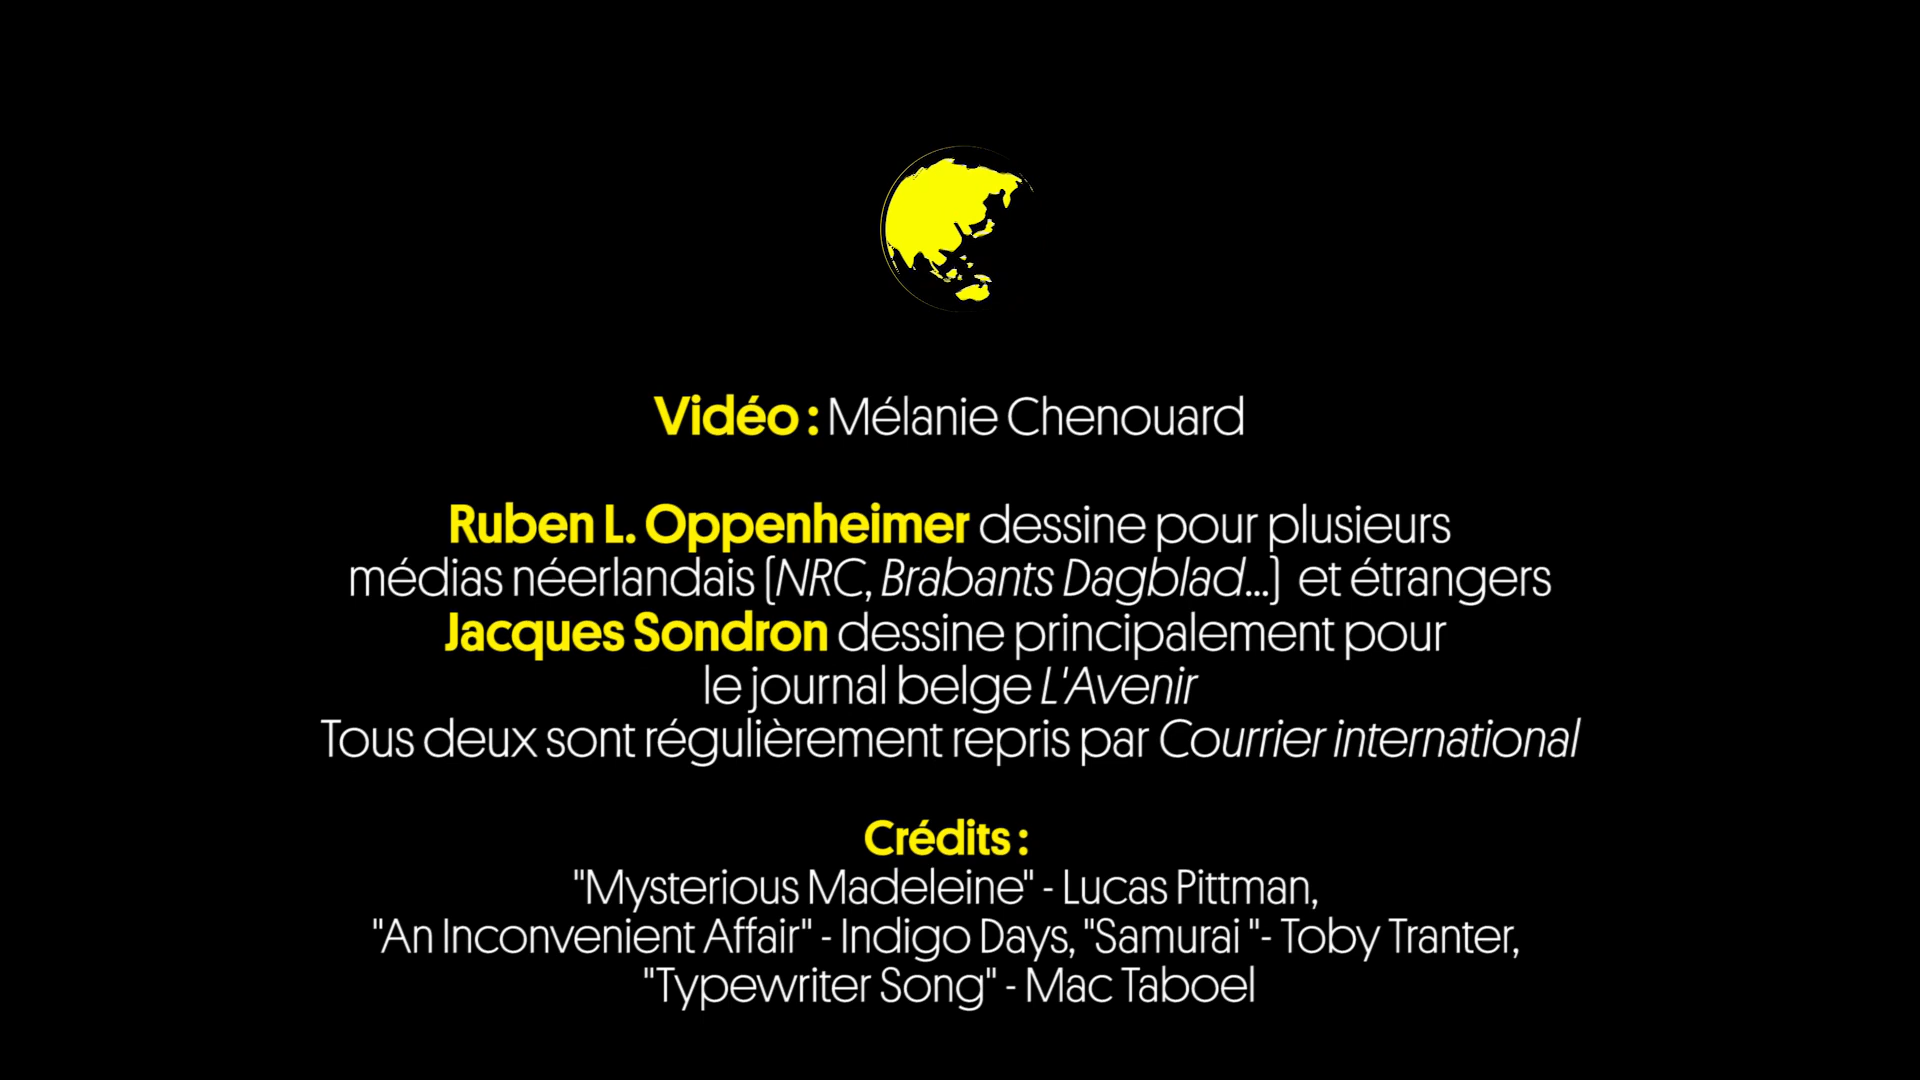 Vidéo : Mélanie Chenouard
Ruben L. Oppenheimer dessine pour plusieurs
médias néerlandais (NRC, Brabants Dagblad...) et étrangers
Jacques Sondron dessine principalement pour
le journal belge L'Avenir
Tous deux sont régulièrement repris par Courrier international
Crédits :
"Mysterious Madeleine" - Lucas Pittman,
"An Inconvenient Affair" - Indigo Days, "Samurai "- Toby Tranter,
"Typewriter Song" - Mac Taboel